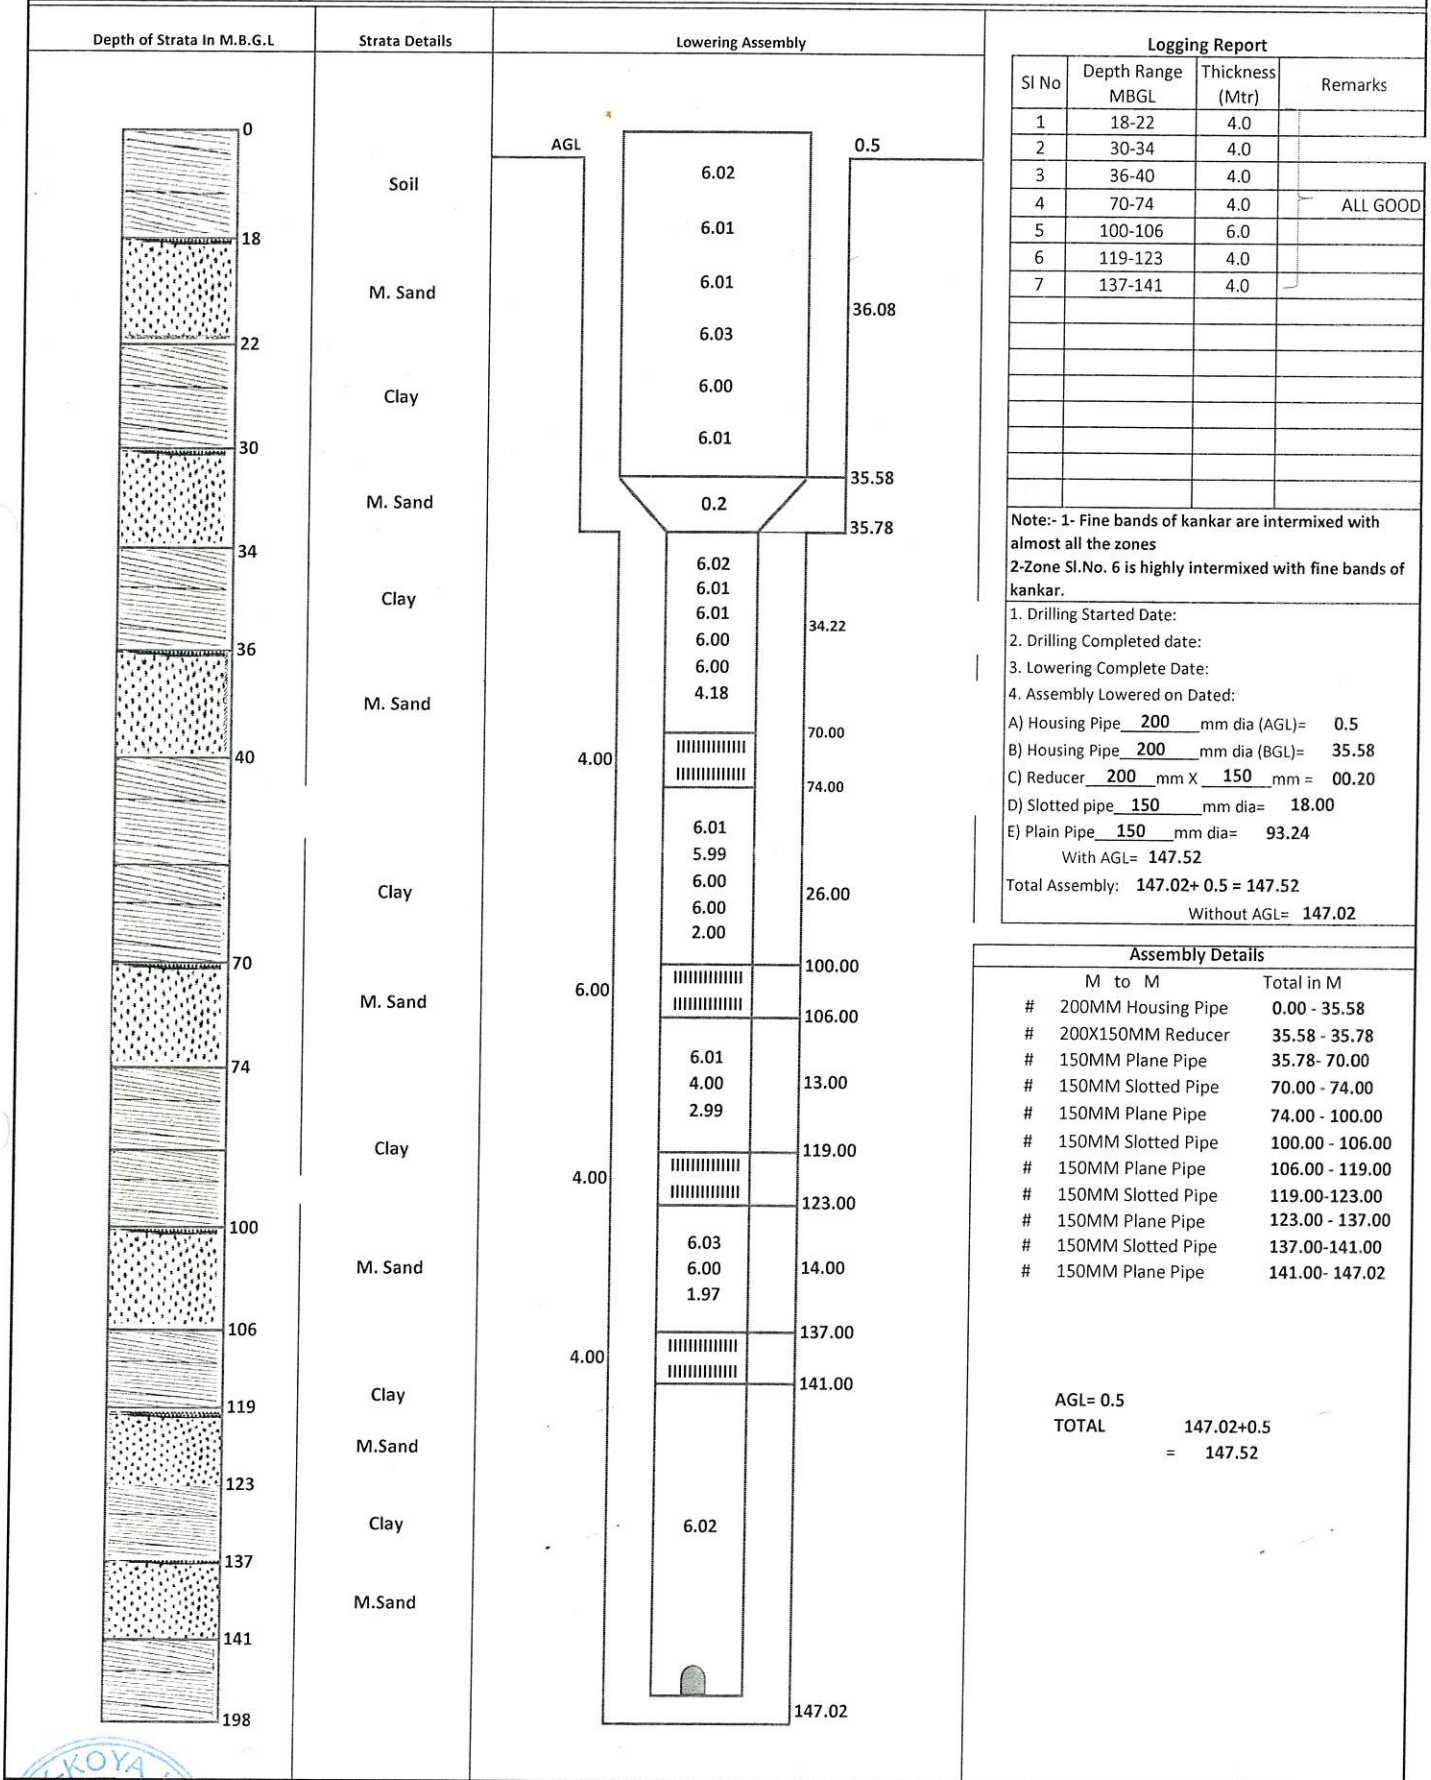 Depth of Strata In M.B.G.L
0
18
22
30
34
36
40
70
74
100
106
119
123
137
141
198
Strata Details
Soil
M. Sand
Clay
M. Sand
Clay
M. Sand
Clay
M. Sand
Clay
M. Sand
Clay
M.Sand
Clay
M.Sand
Lowering Assembly
AGL 0.5
6.02
6.01
6.01
36.08
6.03
6.00
6.01
35.58
0.2
35.78
6.02
6.01
6.01
34.22
6.00
6.00
4.18
70.00
4.00
74.00
6.01
5.99
6.00
26.00
6.00
2.00
100.00
6.00
106.00
6.01
4.00 13.00
2.99
119.00
4.00
123.00
6.03
6.00 14.00
1.97
137.00
4.00
141.00
6.02
147.02
Logging Report
Sl No Depth Range MBGL Thickness (Mtr) Remarks
1 18-22 4.0
2 30-34 4.0
3 36-40 4.0
4 70-74 4.0 ALL GOOD
5 100-106 6.0
6 119-123 4.0
7 137-141 4.0
Note:- 1- Fine bands of kankar are intermixed with
almost all the zones
2-Zone Sl.No. 6 is highly intermixed with fine bands of
kankar.
1. Drilling Started Date:
2. Drilling Completed date:
3. Lowering Complete Date:
4. Assembly Lowered on Dated:
A) Housing Pipe 200 mm dia (AGL)= 0.5
B) Housing Pipe 200 mm dia (BGL)= 35.58
C) Reducer 200 mm X 150 mm = 00.20
D) Slotted pipe 150 mm dia= 18.00
E) Plain Pipe 150 mm dia= 93.24
With AGL= 147.52
Total Assembly: 147.02+ 0.5 = 147.52
Without AGL= 147.02
Assembly Details
M to M Total in M
# 200MM Housing Pipe 0.00 - 35.58
# 200X150MM Reducer 35.58 - 35.78
# 150MM Plane Pipe 35.78- 70.00
# 150MM Slotted Pipe 70.00 - 74.00
# 150MM Plane Pipe 74.00 - 100.00
# 150MM Slotted Pipe 100.00 - 106.00
# 150MM Plane Pipe 106.00 - 119.00
# 150MM Slotted Pipe 119.00-123.00
# 150MM Plane Pipe 123.00 - 137.00
# 150MM Slotted Pipe 137.00-141.00
# 150MM Plane Pipe 141.00- 147.02
AGL= 0.5
TOTAL 147.02+0.5
= 147.52
KOYA